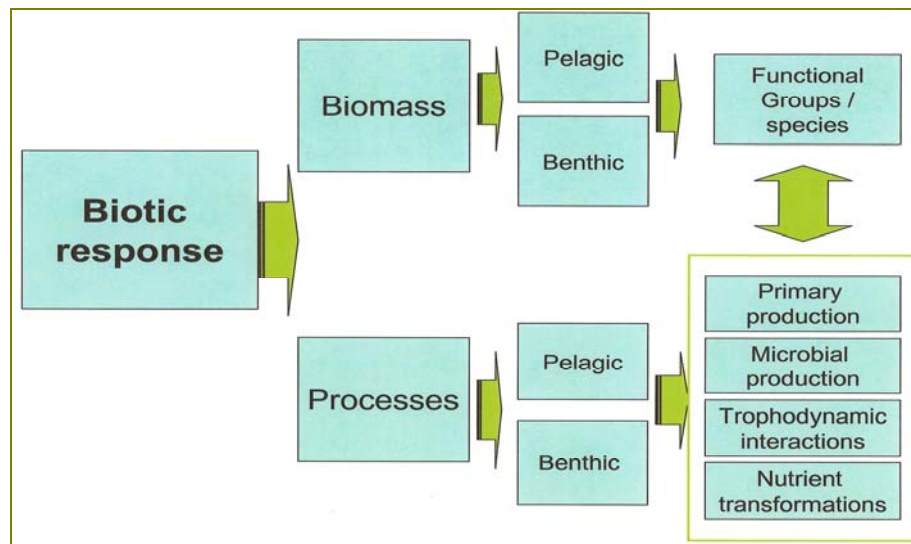 Biotic
response
Biomass
Pelagic
Benthic
Functional
Groups /
species
Processes
Pelagic
Benthic
Primary
production
Microbial
production
Trophodynamic
interactions
Nutrient
transformations